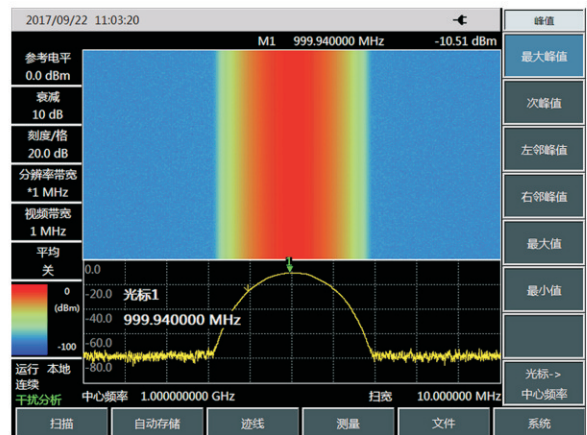 2017/09/22 11:03:20
峰值
M1 999.940000 MHz -10.51 dBm
参考电平
0.0 dBm
衰减
10 dB
刻度/格
20.0 dB
分辨率带宽
*1 MHz
视频带宽
1 MHz
平均
关
0
(dBm)
-100
运行 本地
连续
干扰分析
1
0.0
-20.0
-40.0
-60.0
-80.0
光标1
999.940000 MHz
中心频率 1.000000000 GHz 扫宽 10.000000 MHz
最大峰值
次峰值
左邻峰值
右邻峰值
最大值
最小值
光标->
中心频率
扫描 自动存储 迹线 测量 文件 系统